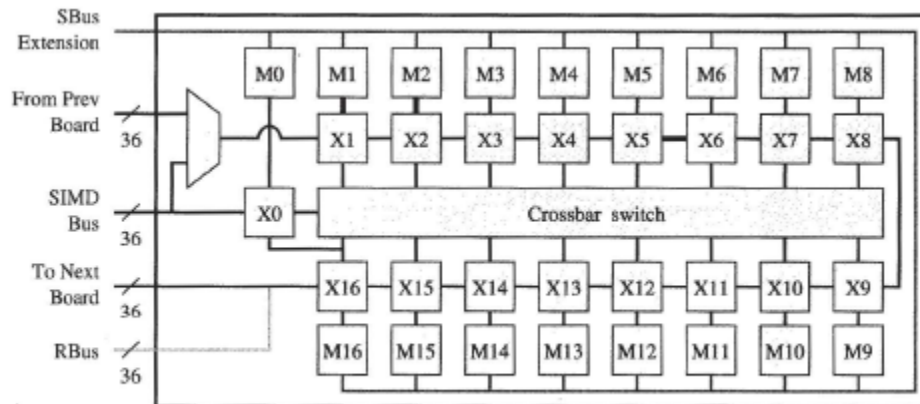 SBus
Extension
M0 M1 M2 M3 M4 M5 M6 M7 M8
From Prev
Board
36
X1 X2 X3 X4 X5 X6 X7 X8
SIMD
Bus
36
X0
Crossbar switch
To Next
Board
36
X16 X15 X14 X13 X12 X11 X10 X9
RBus
36
M16 M15 M14 M13 M12 M11 M10 M9